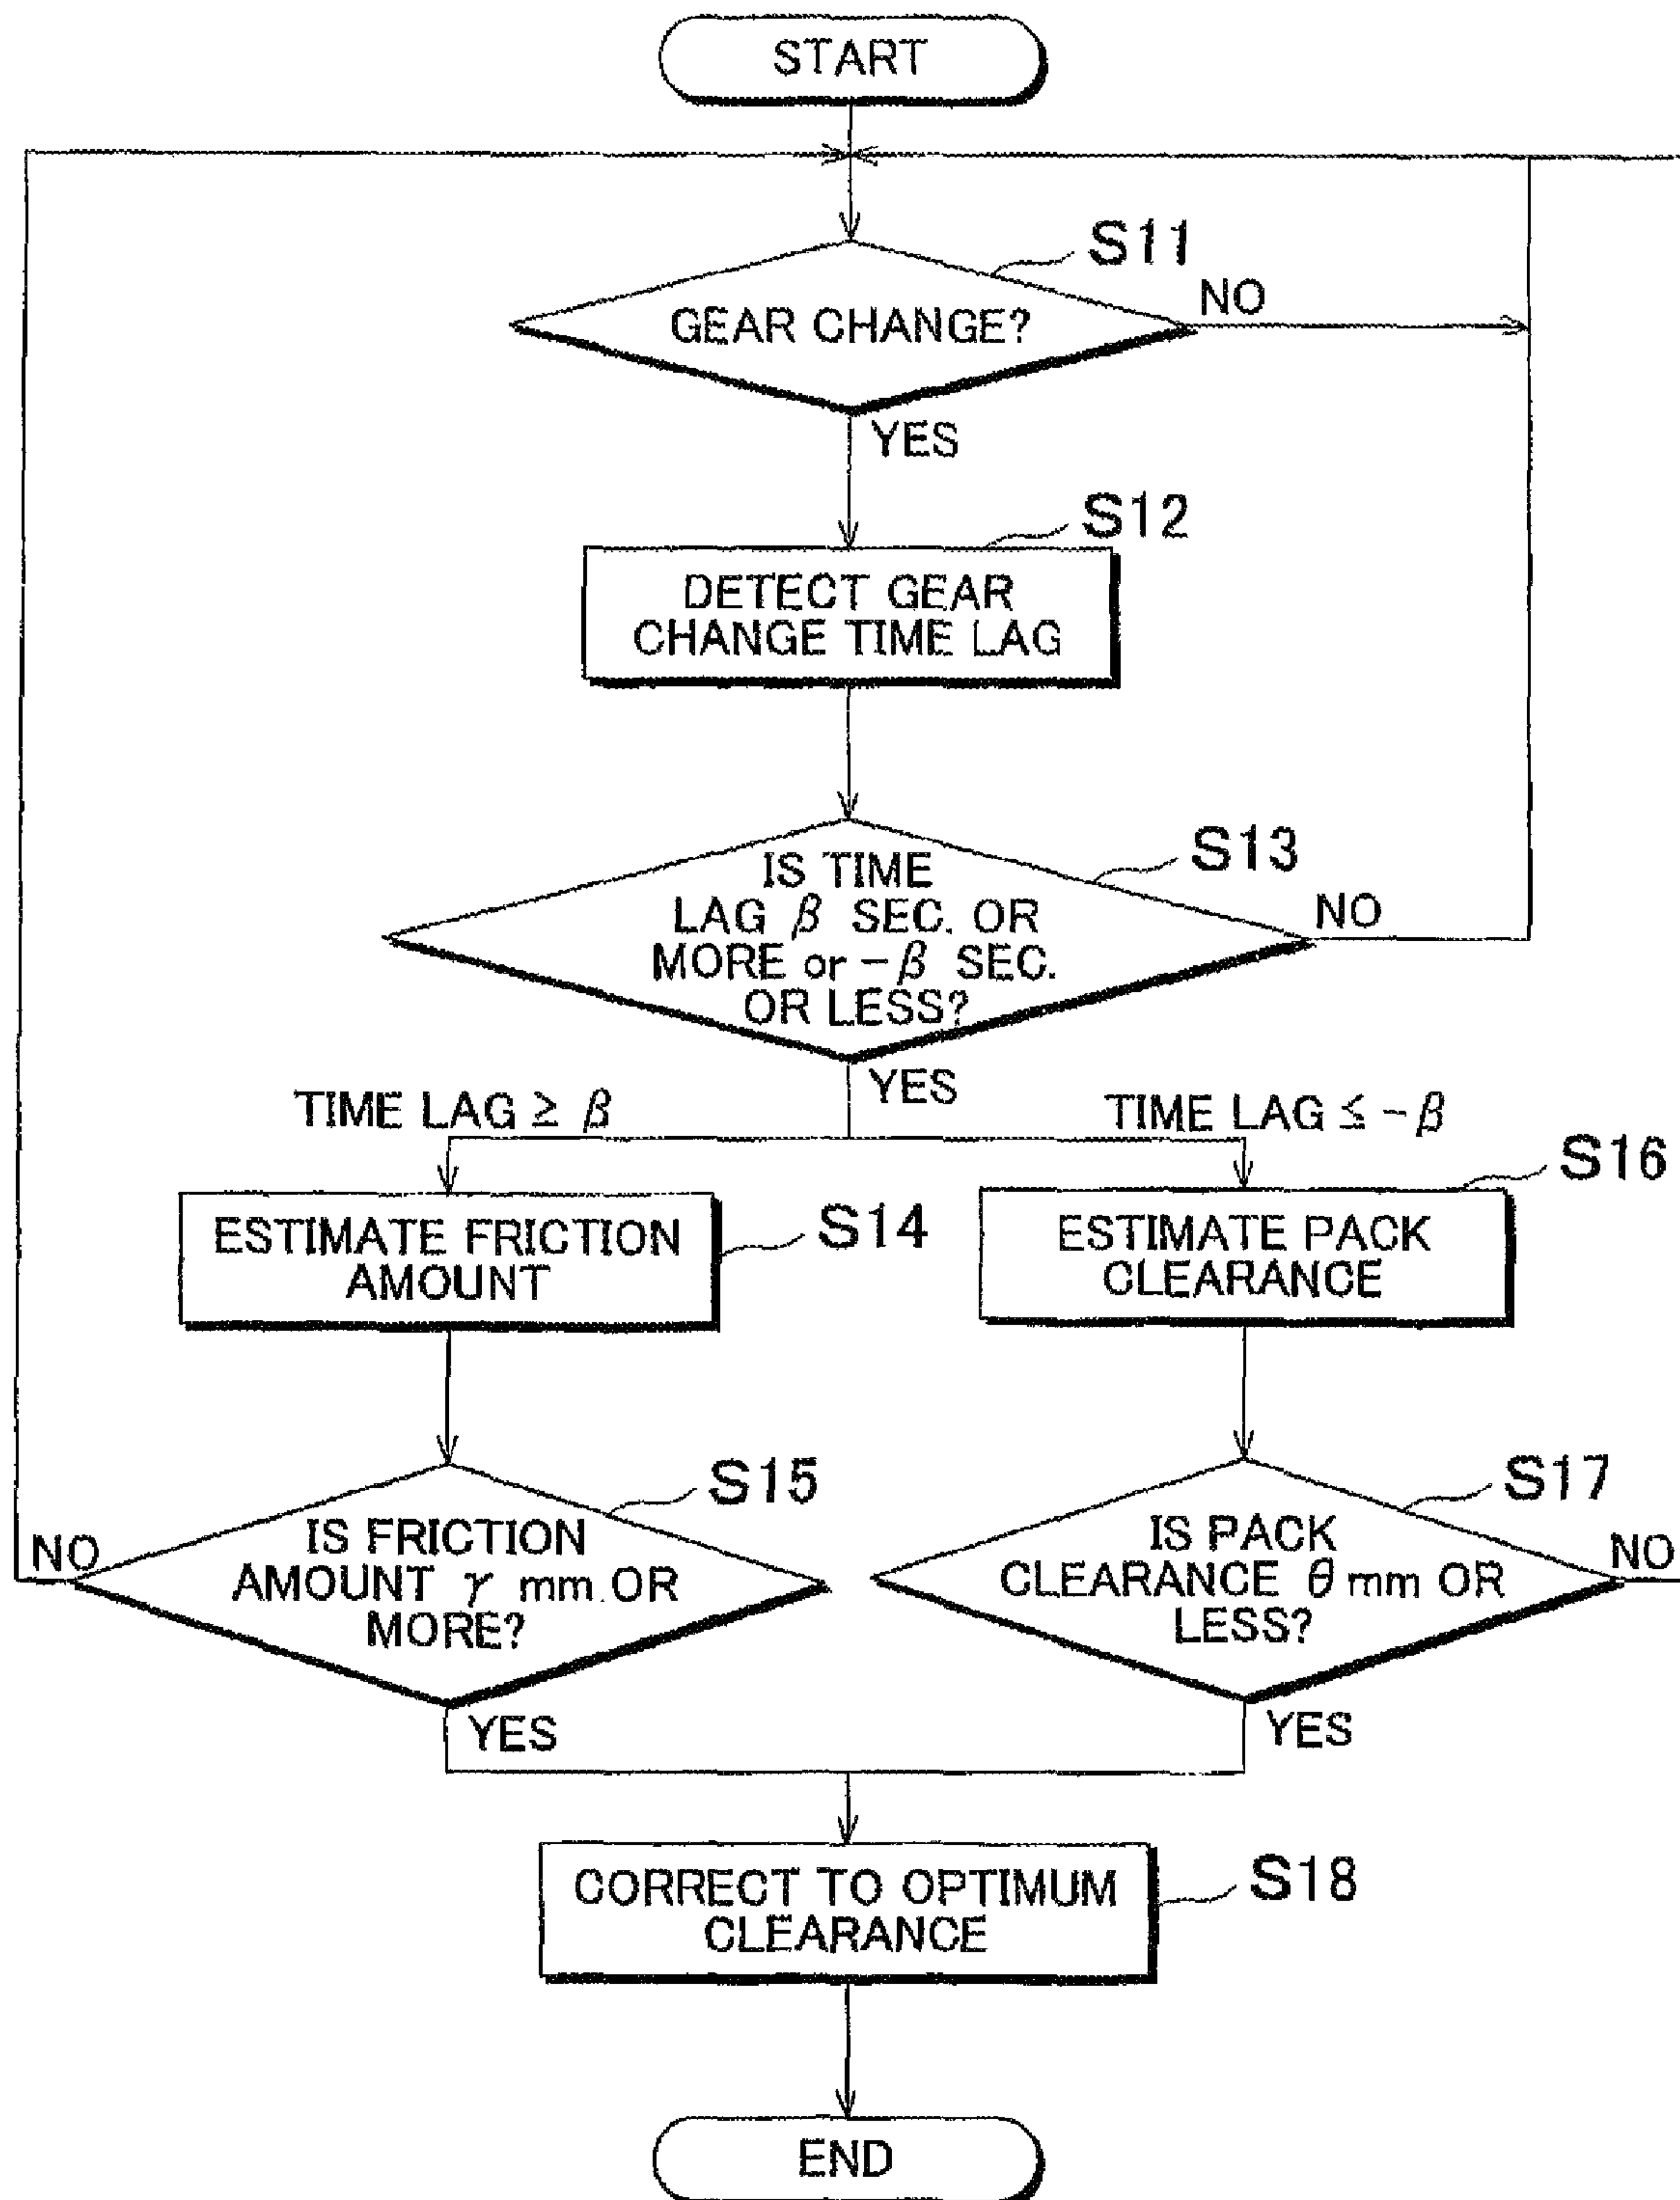 START
S11
GEAR CHANGE?
NO
YES
S12
DETECT GEAR
CHANGE TIME LAG
S13
IS TIME
LAG β SEC. OR
MORE or -β SEC.
OR LESS?
NO
YES
TIME LAG ≥ β
TIME LAG ≤ -β
S14
ESTIMATE FRICTION
AMOUNT
S16
ESTIMATE PACK
CLEARANCE
S15
IS FRICTION
AMOUNT γ mm OR
MORE?
NO
YES
S17
IS PACK
CLEARANCE θ mm OR
LESS?
NO
YES
S18
CORRECT TO OPTIMUM
CLEARANCE
END